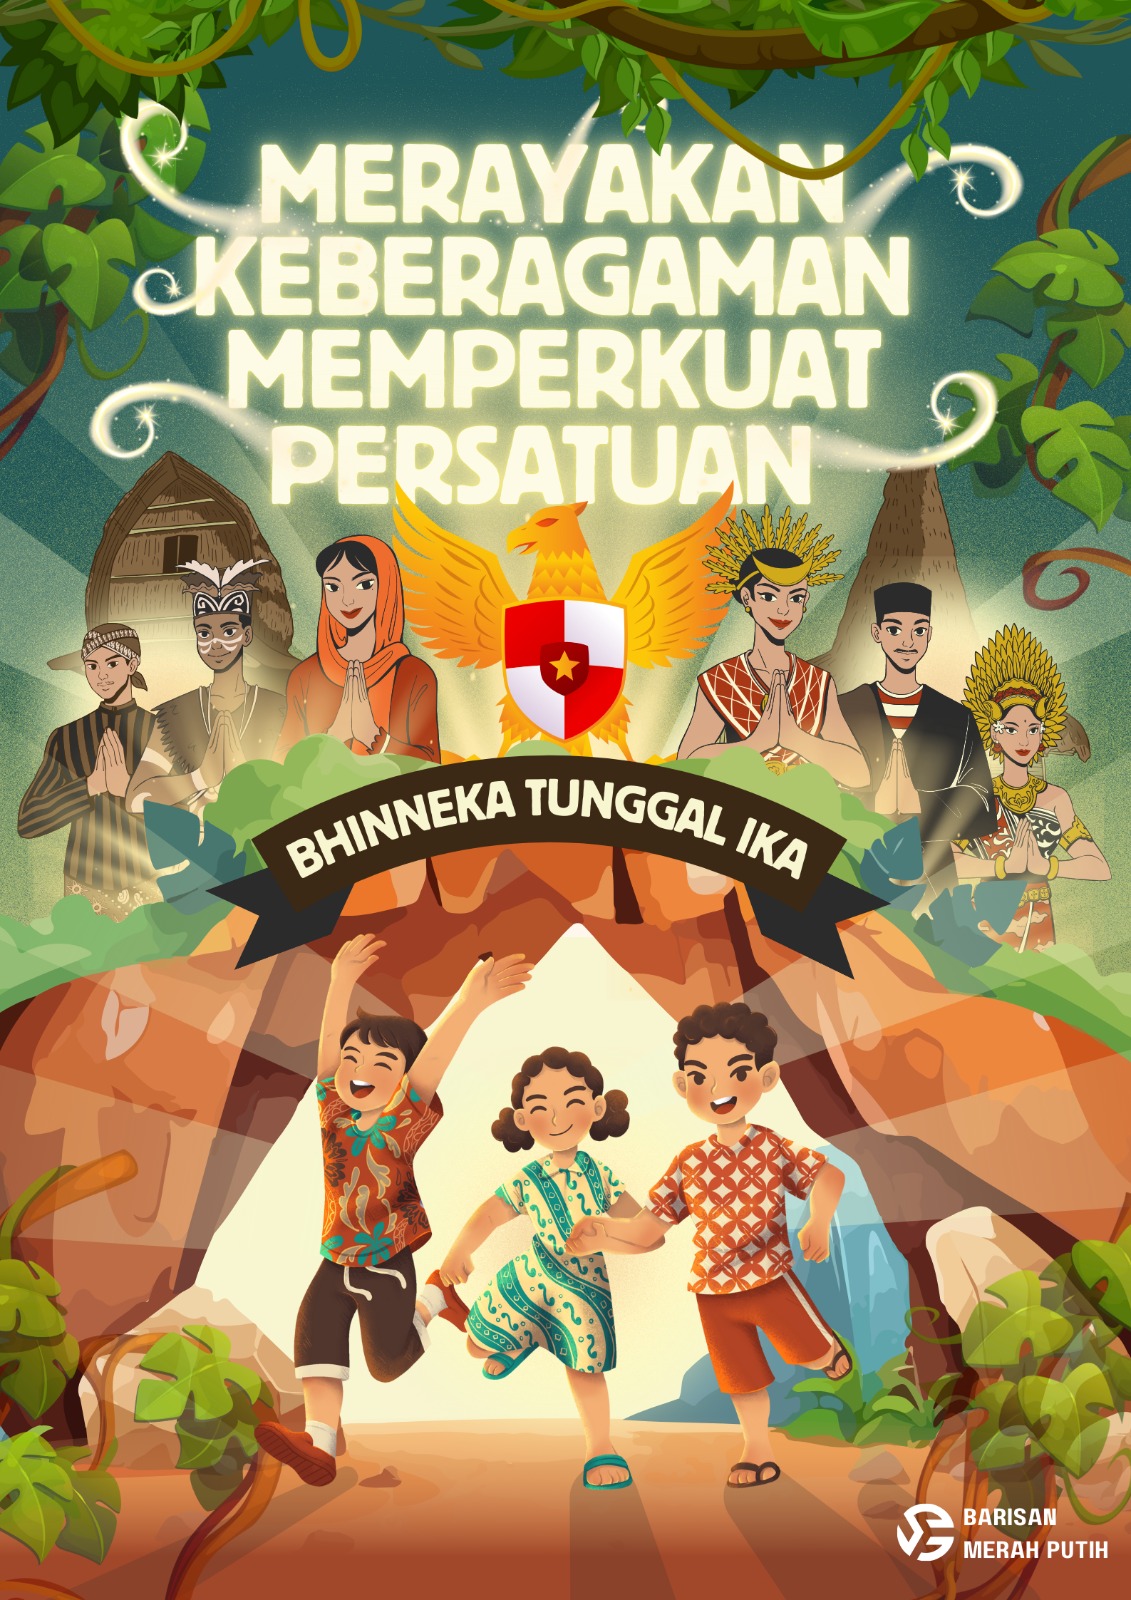 MERAYAKAN
KEBERAGAMAN
MEMPERKUAT
PERSATUAN
BHINNEKA TUNGGAL IKA
BARISAN
MERAH PUTIH